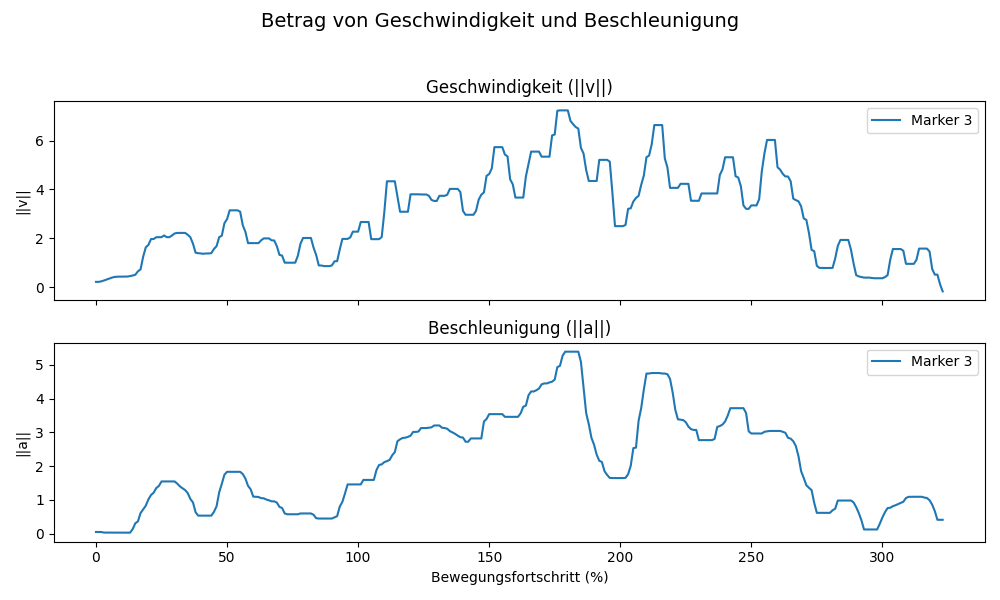 Betrag von Geschwindigkeit und Beschleunigung
Geschwindigkeit (||v||)
Marker 3
6
4
2
0
||v||
Beschleunigung (||a||)
Marker 3
5
4
3
2
1
0
||a||
0 50 100 150 200 250 300
Bewegungsfortschritt (%)